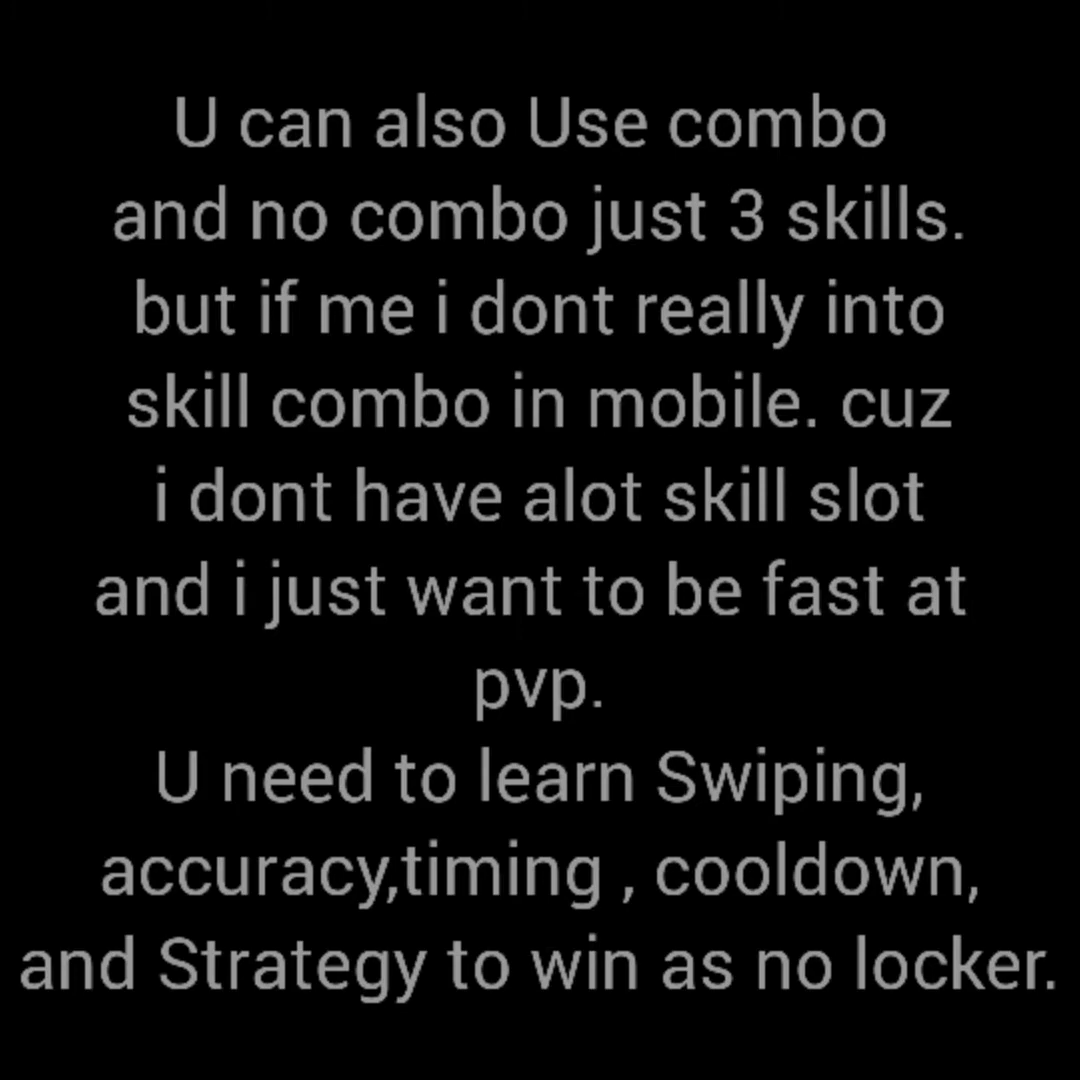 U can also Use combo
and no combo just 3 skills.
but if me i dont really into
skill combo in mobile. cuz
i dont have alot skill slot
and i just want to be fast at
pvp.
U need to learn Swiping,
accuracy,timing , cooldown,
and Strategy to win as no locker.